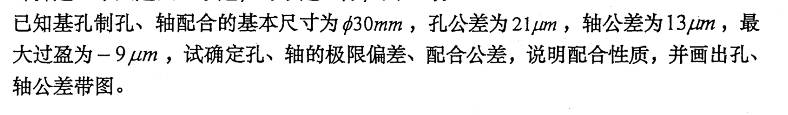 已知基孔制孔、轴配合的基本尺寸为ϕ30mm，孔公差为21μm，轴公差为13μm，最
大过盈为－9μm，试确定孔、轴的极限偏差、配合公差，说明配合性质，并画出孔、
轴公差带图。